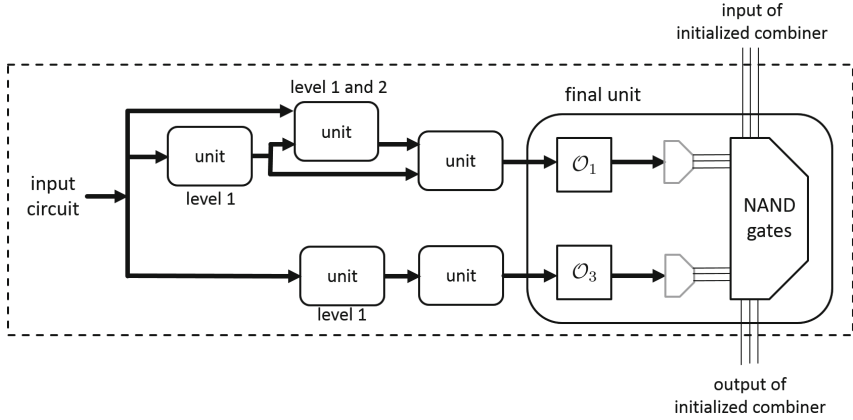 input of
initialized combiner
level 1 and 2
final unit
unit
unit
unit
level 1
input
circuit
O₁
NAND
gates
unit
unit
O₃
level 1
output of
initialized combiner